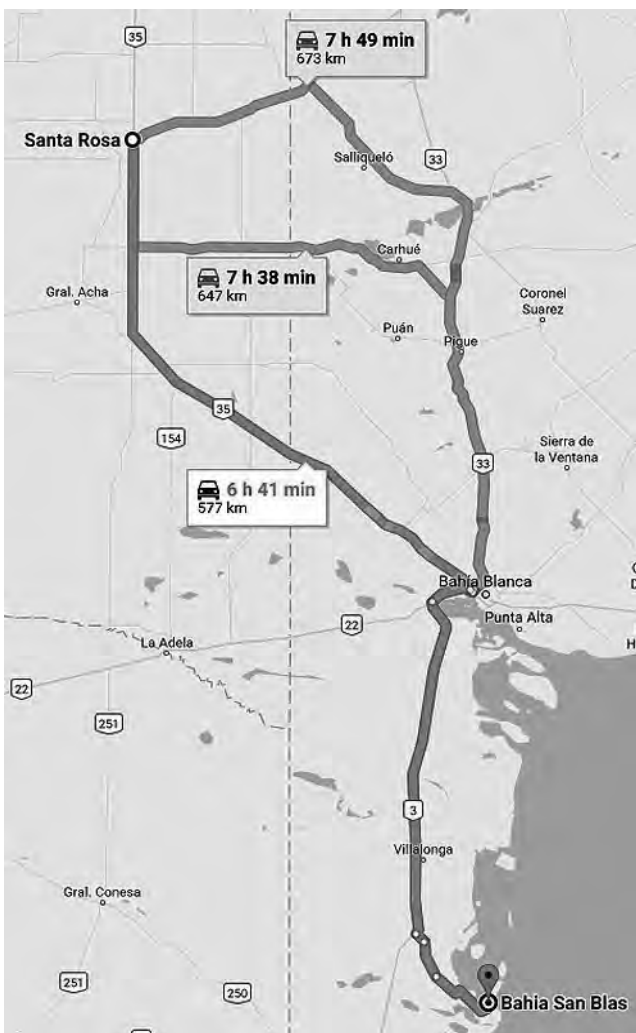 35
7 h 49 min
673 km
Santa Rosa
Salliqueló
33
Carhué
7 h 38 min
647 km
Gral. Acha
Coronel
Suarez
Puán
Pigue
35
154
Sierra de
la Ventana
33
6 h 41 min
577 km
Bahía Blanca
D
22
Punta Alta
La Adela
H
22
251
3
Villalonga
Gral. Conesa
251
250
Bahia San Blas